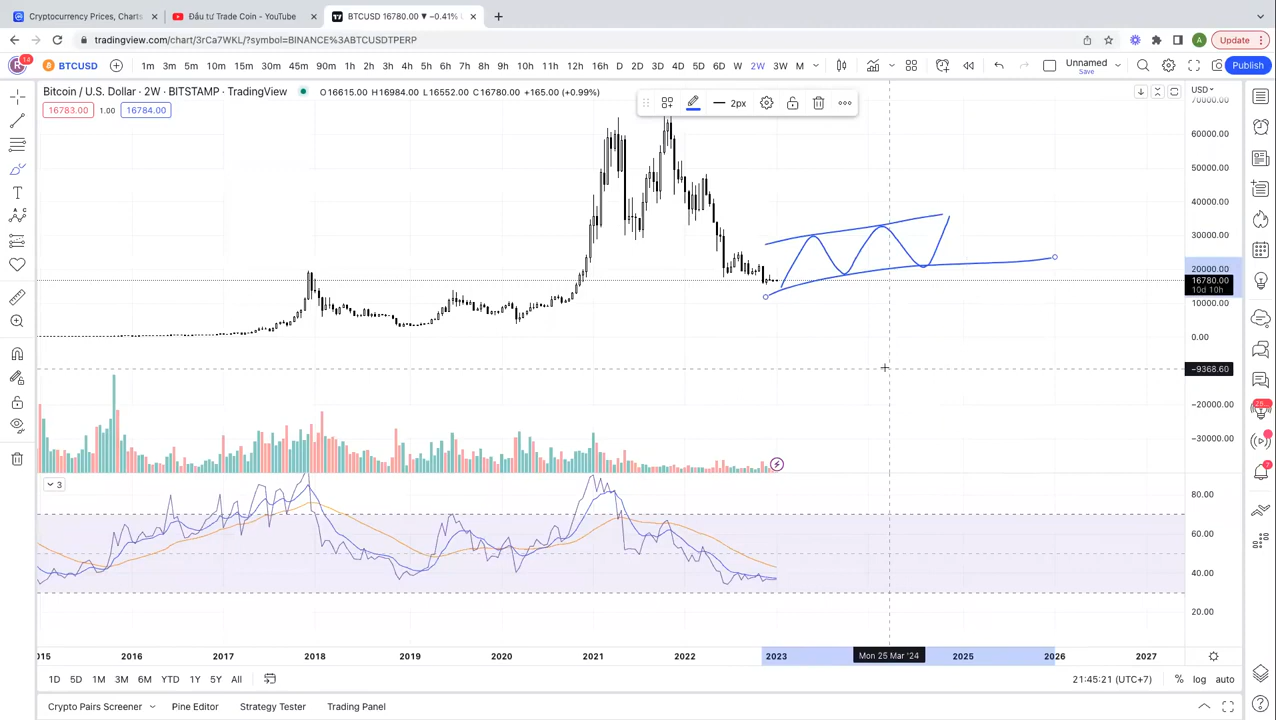 Cryptocurrency Prices, Charts
Đầu tư Trade Coin - YouTube
BTCUSD 16780.00 ▼ −0.41%
tradingview.com/chart/3rCa7WKL/?symbol=BINANCE%3ABTCUSDTPERP
A
Update
14
BTCUSD
1m 3m 5m 10m 15m 30m 45m 90m 1h 2h 3h 4h 5h 6h 9h 10h 11h 12h 16h D 2D 3D 4D 5D 6D W 2W 3W M
Unnamed
Save
Publish
Bitcoin / U.S. Dollar · 2W · BITSTAMP · TradingView
O16615.00 H16984.00 L16552.00 C16780.00 +165.00 (+0.99%)
16783.00 1.00 16784.00
2px
USD
70000.00
60000.00
50000.00
40000.00
30000.00
20000.00
16780.00
10d 10h
10000.00
0.00
−9368.60
−20000.00
−30000.00
3
80.00
60.00
40.00
20.00
2015 2016 2017 2018 2019 2020 2021 2022 2023 Mon 25 Mar '24 2025 2026 2027
1D 5D 1M 3M 6M YTD 1Y 5Y All
21:45:21 (UTC+7)
% log auto
Crypto Pairs Screener Pine Editor Strategy Tester Trading Panel